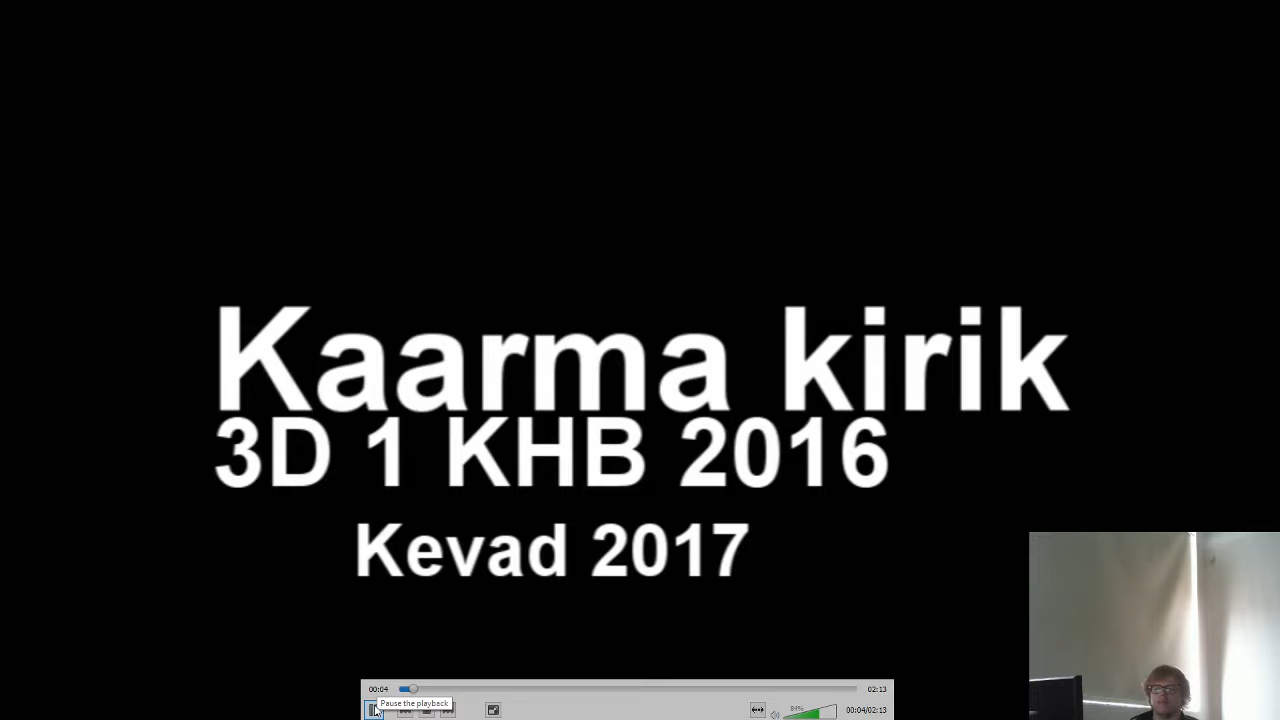 Kaarma kirik
3D 1 KHB 2016
Kevad 2017
00:04
02:13
Pause the playback
84%
00:04/02:13